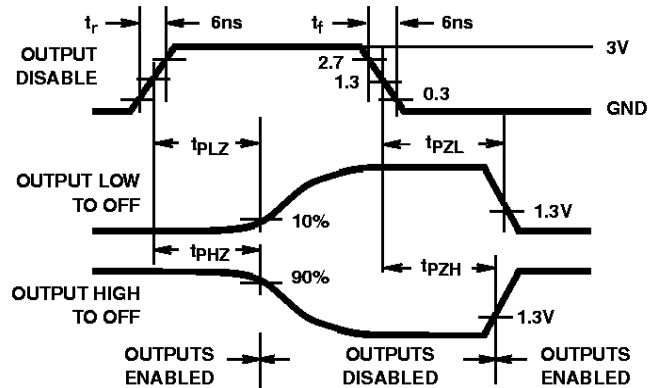 tr 6ns tf 6ns
OUTPUT
DISABLE
2.7
1.3
0.3
3V
GND
tPLZ tPZL
OUTPUT LOW
TO OFF
10%
1.3V
tPHZ tPZH
OUTPUT HIGH
TO OFF
90%
1.3V
OUTPUTS
ENABLED
OUTPUTS
DISABLED
OUTPUTS
ENABLED